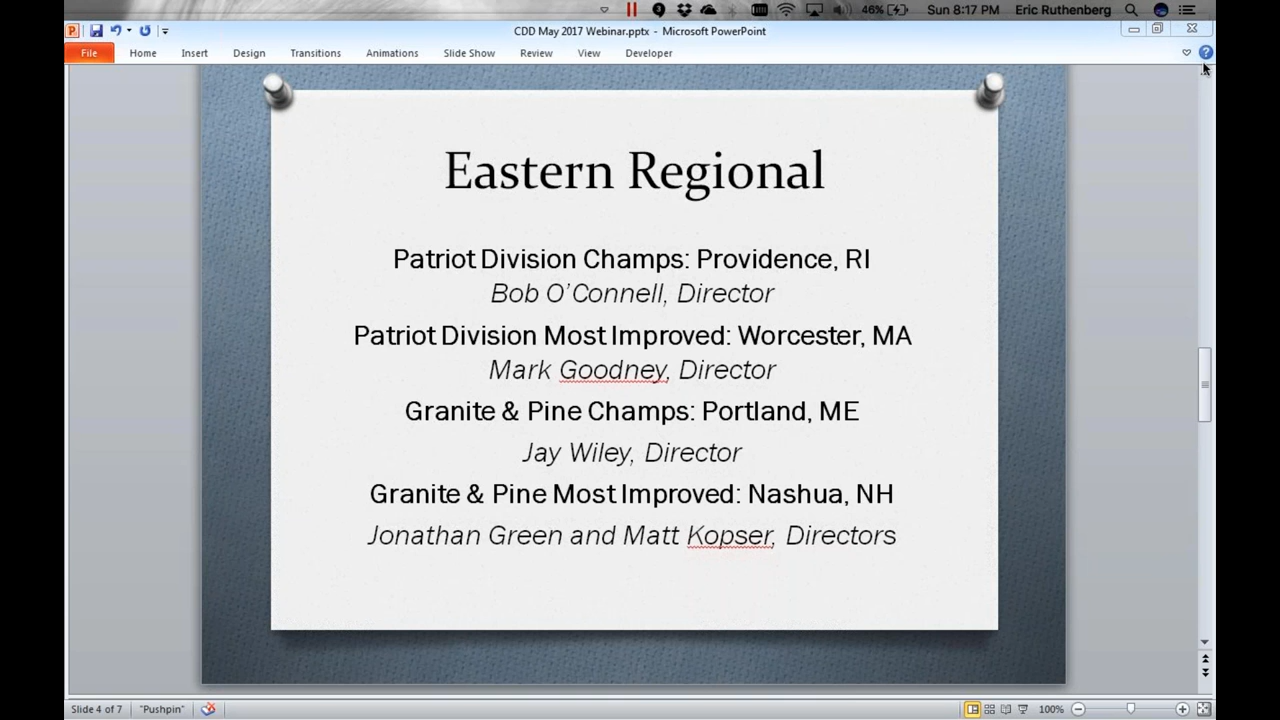 46% Sun 8:17 PM Eric Ruthenberg
CDD May 2017 Webinar.pptx - Microsoft PowerPoint
File Home Insert Design Transitions Animations Slide Show Review View Developer
Eastern Regional
Patriot Division Champs: Providence, RI
Bob O'Connell, Director
Patriot Division Most Improved: Worcester, MA
Mark Goodney, Director
Granite & Pine Champs: Portland, ME
Jay Wiley, Director
Granite & Pine Most Improved: Nashua, NH
Jonathan Green and Matt Kopser, Directors
Slide 4 of 7 "Pushpin" 100%